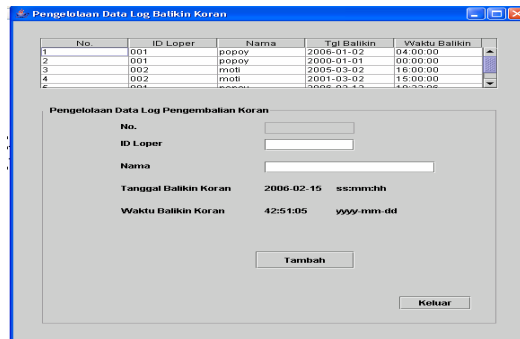 Pengelolaan Data Log Batikin Koran
No. ID Loper Nama Tgl Balikin Waktu Balikin
1 001 popoy 2006-01-02 04:00:00
2 001 popoy 2000-01-01 00:00:00
3 002 moti 2005-03-02 16:00:00
4 002 moti 2001-03-02 15:00:00
Pengelolaan Data Log Pengembalian Koran
No.
ID Loper
Nama
Tanggal Balikin Koran 2006-02-15 ss:mm:hh
Waktu Balikin Koran 42:51:05 yyyy-mm-dd
Tambah
Keluar